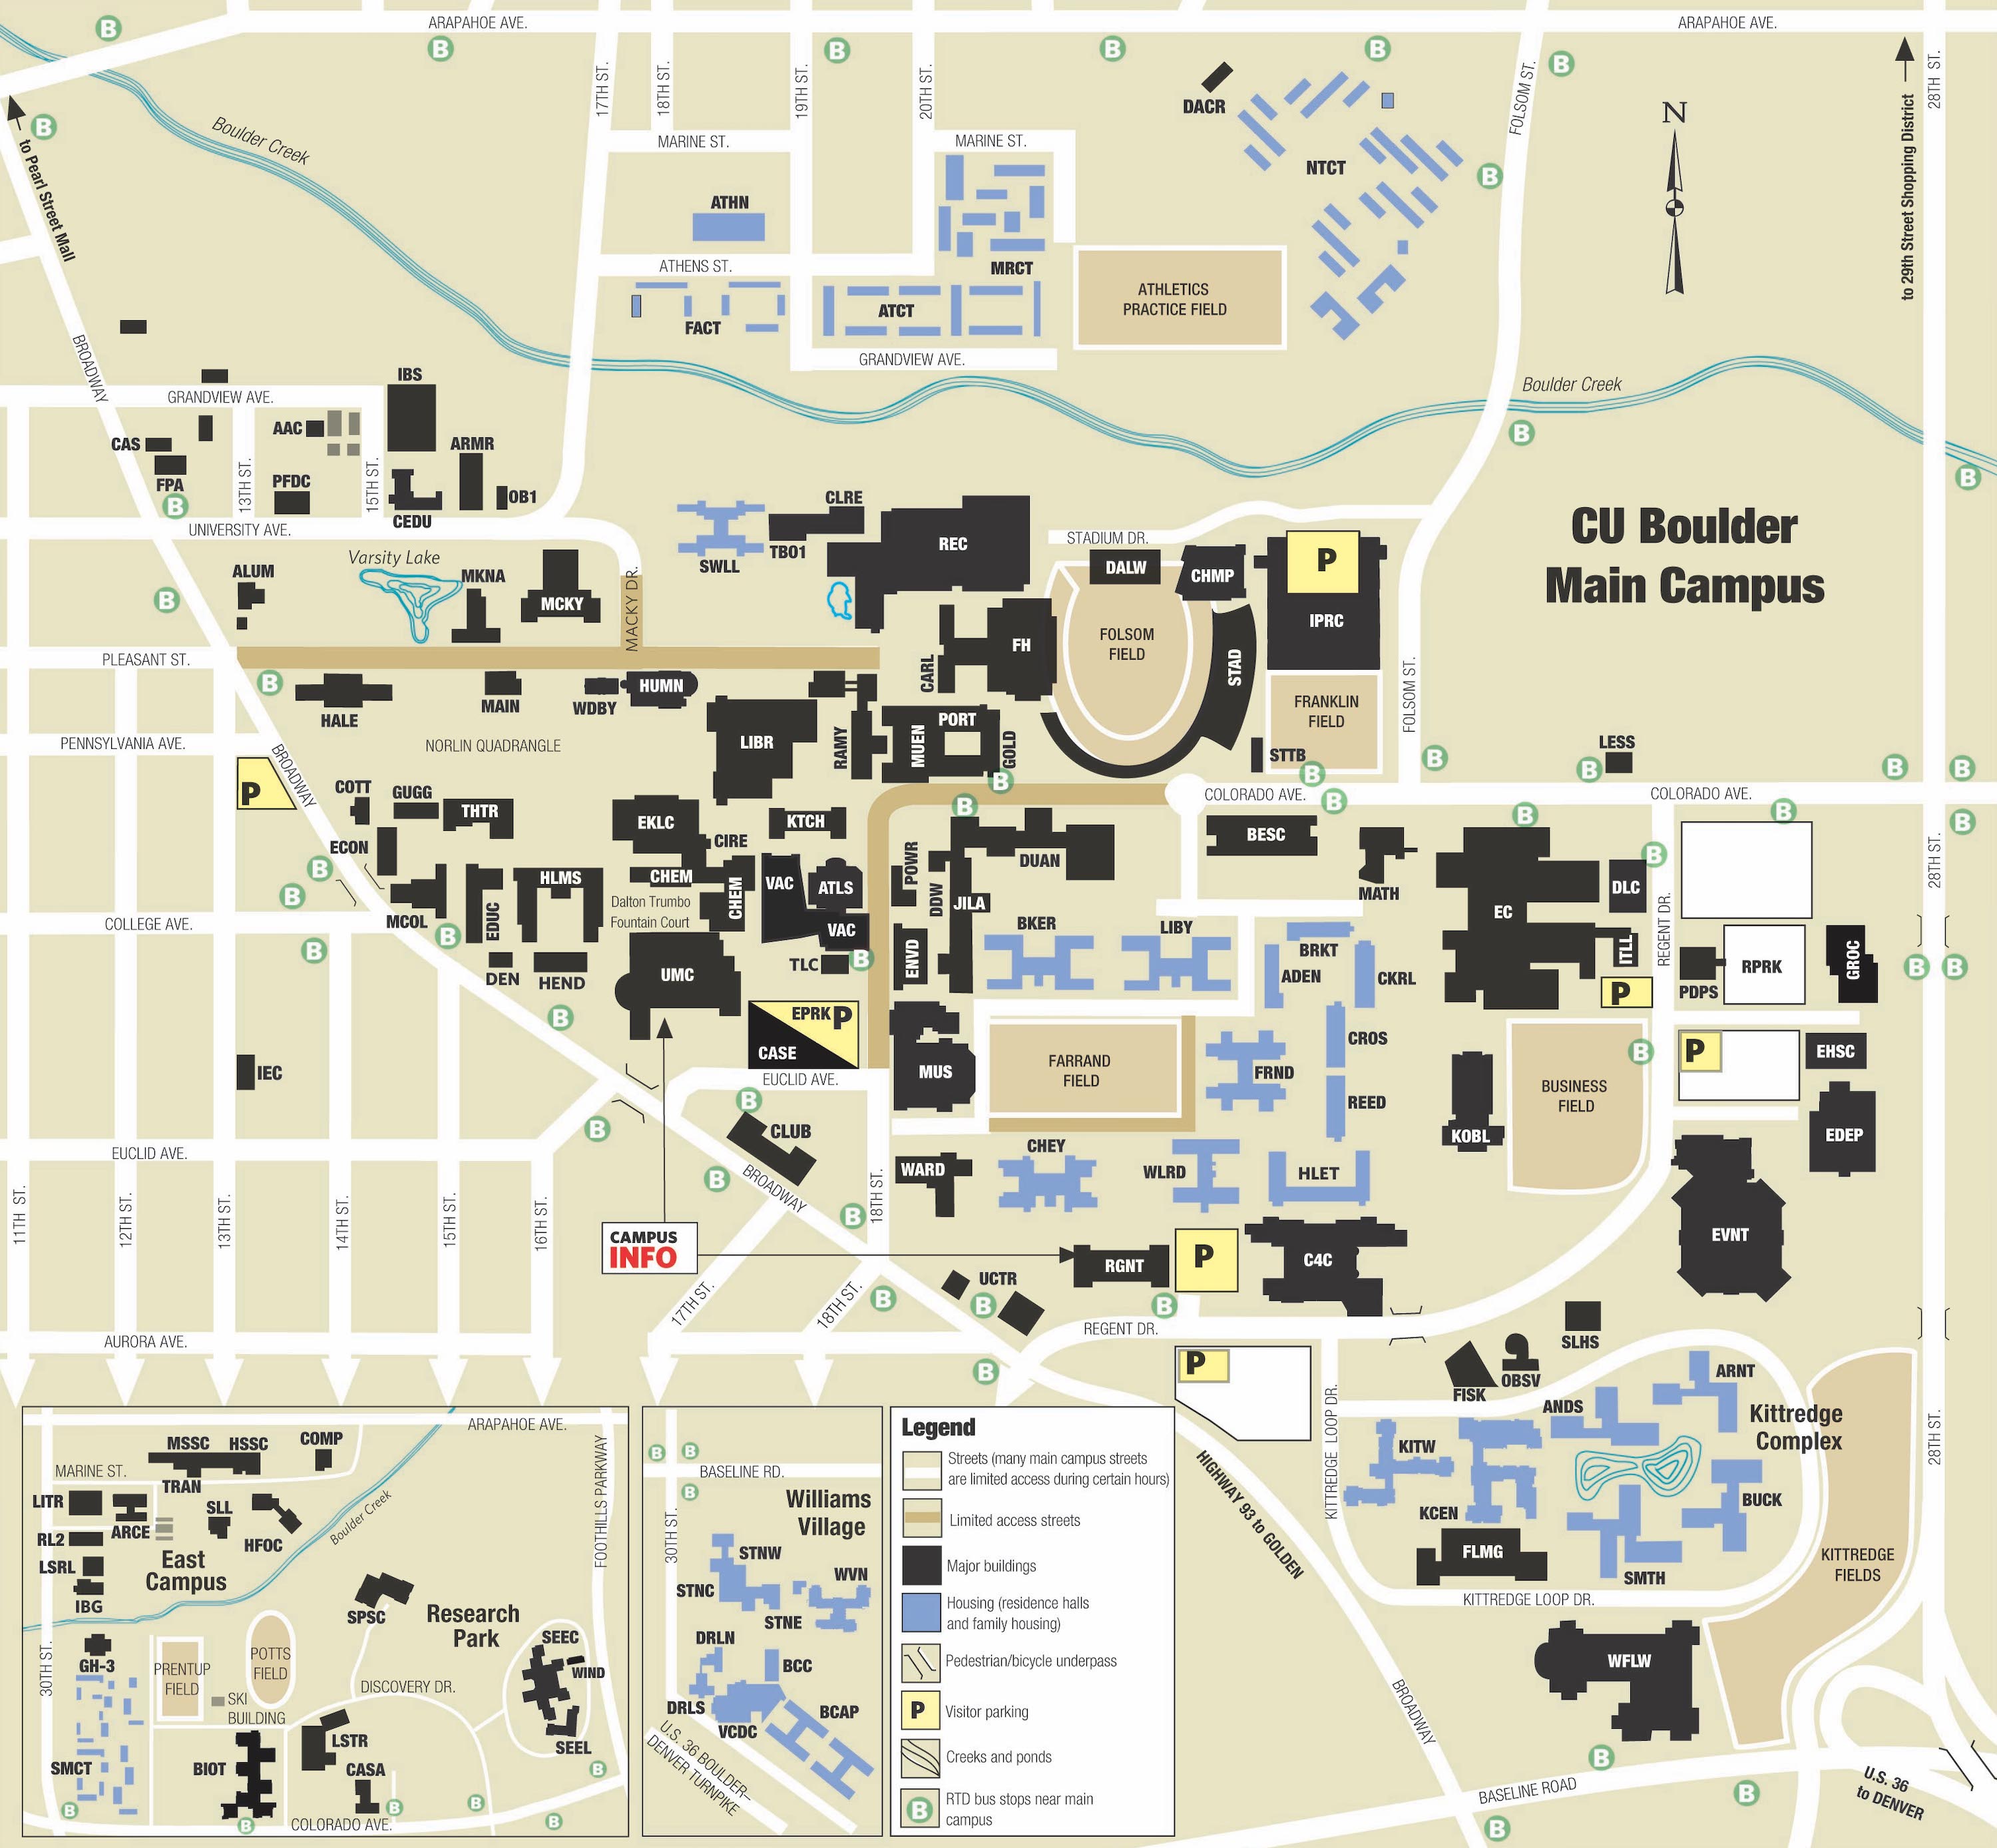 ARAPAHOE AVE.
ARAPAHOE AVE.
B
B
B
B
B
B
17TH ST.
18TH ST.
19TH ST.
20TH ST.
FOLSOM ST.
28TH ST.
to 29th Street Shopping District
DACR
N
B
to Pearl Street Mall
Boulder Creek
MARINE ST.
MARINE ST.
NTCT
B
ATHN
ATHENS ST.
MRCT
ATCT
FACT
ATHLETICS
PRACTICE FIELD
GRANDVIEW AVE.
BROADWAY
Boulder Creek
IBS
GRANDVIEW AVE.
AAC
CAS
ARMR
B
FPA
13TH ST.
PFDC
15TH ST.
B
OB1
CEDU
B
UNIVERSITY AVE.
CLRE
TB01
SWLL
REC
STADIUM DR.
CU Boulder
Main Campus
Varsity Lake
ALUM
MKNA
MCKY
MACKY DR.
DALW
CHMP
P
IPRC
B
FOLSOM
FIELD
FH
CARL
STAD
PLEASANT ST.
B
HALE
MAIN
WDBY
HUMN
FRANKLIN
FIELD
FOLSOM ST.
PENNSYLVANIA AVE.
NORLIN QUADRANGLE
LIBR
RAMY
MUEN
PORT
GOLD
STTB
LESS
B
B
B
B
B
B
P
BROADWAY
COLORADO AVE.
COLORADO AVE.
B
B
B
B
B
COTT
GUGG
THTR
EKLC
KTCH
CIRE
BESC
DUAN
MATH
ECON
B
POWR
DDW
JILA
28TH ST.
B
B
MCOL
EDUC
HLMS
CHEM
CHEM
Dalton Trumbo
Fountain Court
VAC
ATLS
VAC
EC
DLC
REGENT DR.
COLLEGE AVE.
B
B
BKER
LIBY
BRKT
ADEN
CKRL
ITLL
DEN
HEND
UMC
TLC
B
ENVD
PDPS
RPRK
GROC
B
B
P
B
EPRK P
CASE
CROS
MUS
FARRAND
FIELD
FRND
BUSINESS
FIELD
B
P
EHSC
IEC
EUCLID AVE.
B
REED
KOBL
EDEP
B
CLUB
CHEY
EUCLID AVE.
BROADWAY
B
WARD
WLRD
HLET
11TH ST.
12TH ST.
13TH ST.
14TH ST.
15TH ST.
16TH ST.
18TH ST.
B
EVNT
CAMPUS
INFO
RGNT
P
C4C
UCTR
17TH ST.
18TH ST.
B
B
B
REGENT DR.
AURORA AVE.
SLHS
B
P
FISK
OBSV
ARNT
ANDS
Kittredge
Complex
KITTREDGE LOOP DR.
KITW
28TH ST.
HIGHWAY 93 to GOLDEN
KCEN
BUCK
FLMG
SMTH
KITTREDGE
FIELDS
KITTREDGE LOOP DR.
WFLW
BROADWAY
B
B
B
BASELINE ROAD
U.S. 36
to DENVER
ARAPAHOE AVE.
MSSC
HSSC
COMP
MARINE ST.
TRAN
LITR
ARCE
SLL
RL2
HFOC
Boulder Creek
FOOTHILLS PARKWAY
LSRL
East
Campus
IBG
SPSC
Research
Park
30TH ST.
GH-3
PRENTUP
FIELD
POTTS
FIELD
SEEC
WIND
DISCOVERY DR.
SKI
BUILDING
SEEL
LSTR
SMCT
BIOT
CASA
B
B
B
B
B
B
COLORADO AVE.
B
B
BASELINE RD.
B
30TH ST.
Williams
Village
STNW
STNC
WVN
STNE
DRLN
BCC
DRLS
VCDC
BCAP
U.S. 36 BOULDER–
DENVER TURNPIKE
Legend
Streets (many main campus streets
are limited access during certain hours)
Limited access streets
Major buildings
Housing (residence halls
and family housing)
Pedestrian/bicycle underpass
P
Visitor parking
Creeks and ponds
B
RTD bus stops near main
campus